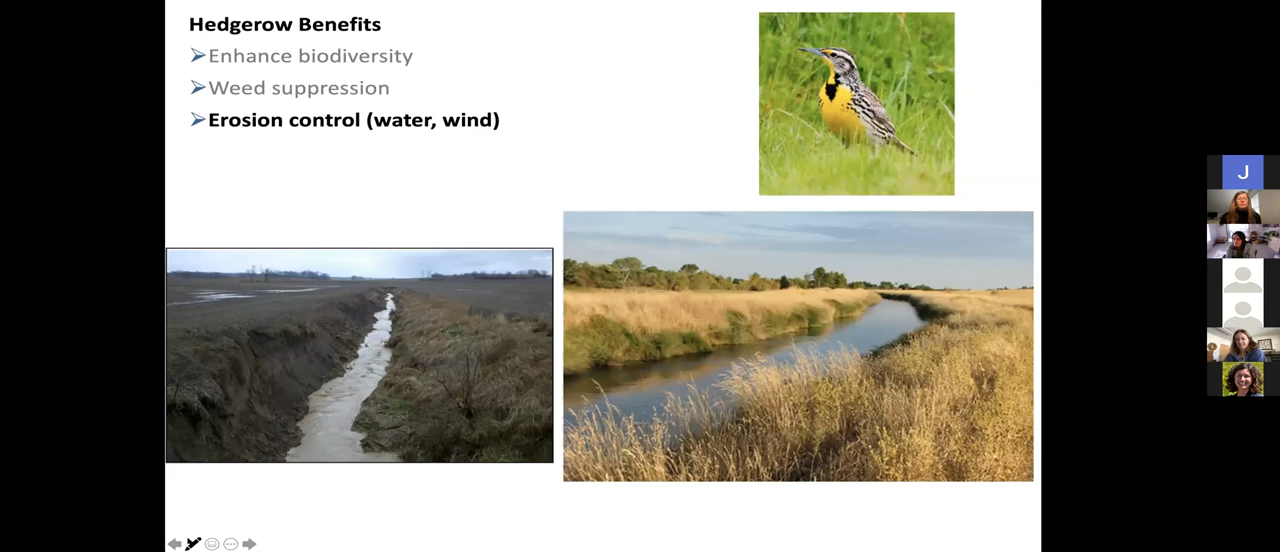 Hedgerow Benefits
Enhance biodiversity
Weed suppression
Erosion control (water, wind)
J